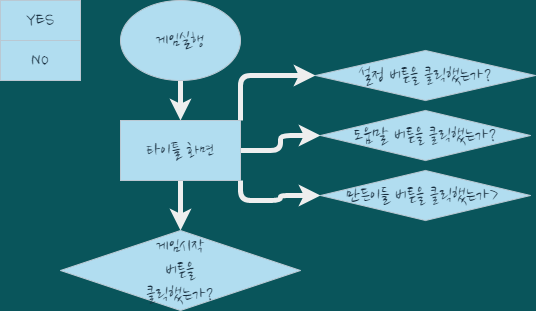 YES
NO
게임실행
설정 버튼을 클릭했는가?
도움말 버튼을 클릭했는가?
타이틀 화면
만든이들 버튼을 클릭했는가?
게임시작
버튼을
클릭했는가?